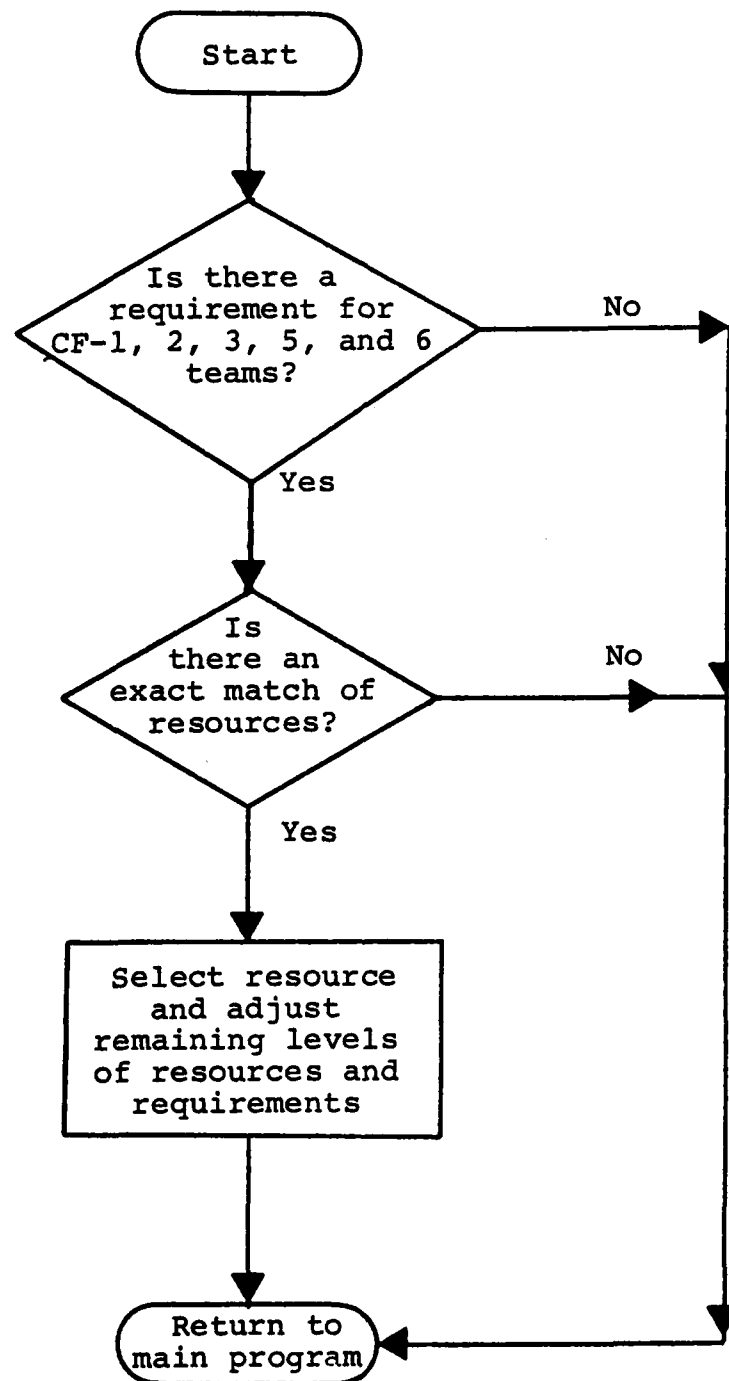 Start
Is there a
requirement for
CF-1, 2, 3, 5, and 6
teams?
No
Yes
Is
there an
exact match of
resources?
No
Yes
Select resource
and adjust
remaining levels
of resources and
requirements
Return to
main program